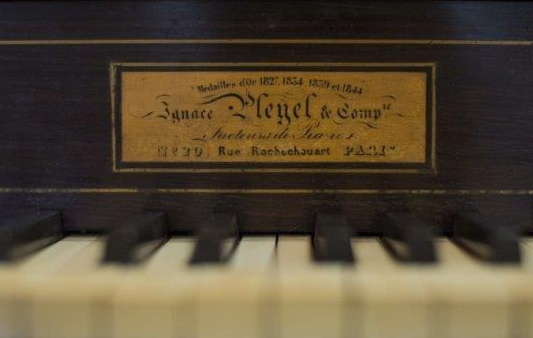 Médailles d'Or 1827, 1834, 1839 et 1844
Ignace Pleyel & Compie
Facteurs de Pianos
No 20, Rue Rochechouart PARIS